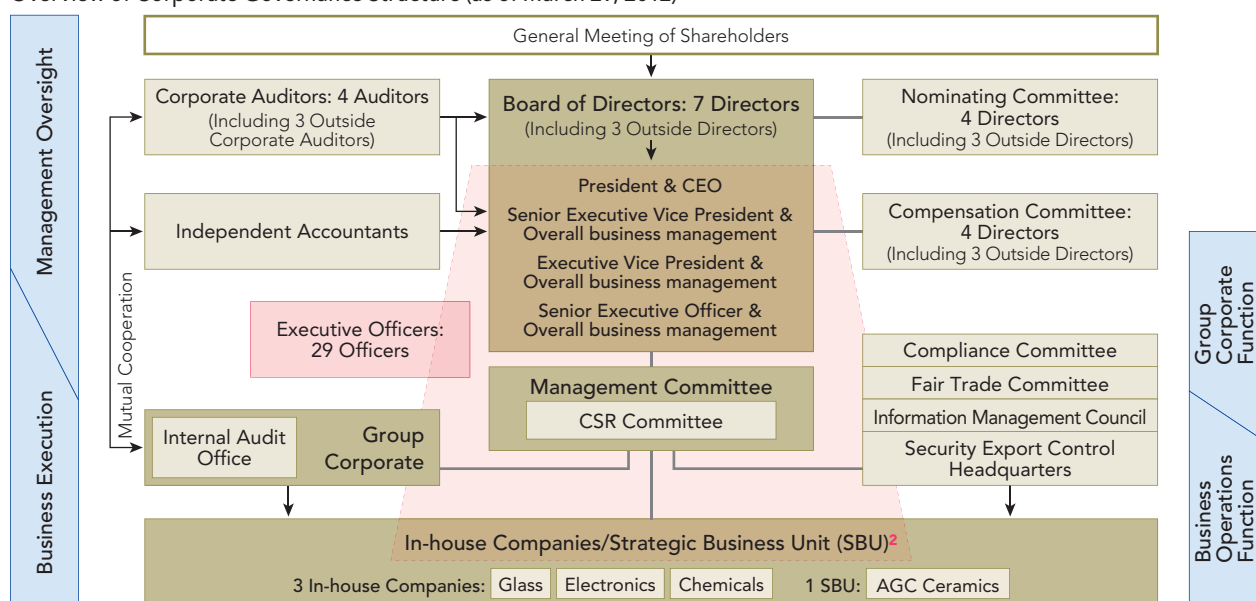 Overview of Corporate Governance Structure (as of March 29, 2012)
General Meeting of Shareholders
Management Oversight
Business Execution
Corporate Auditors: 4 Auditors
(Including 3 Outside
Corporate Auditors)
Board of Directors: 7 Directors
(Including 3 Outside Directors)
Nominating Committee:
4 Directors
(Including 3 Outside Directors)
Independent Accountants
President & CEO
Senior Executive Vice President &
Overall business management
Executive Vice President &
Overall business management
Senior Executive Officer &
Overall business management
Compensation Committee:
4 Directors
(Including 3 Outside Directors)
Mutual Cooperation
Executive Officers:
29 Officers
Management Committee
CSR Committee
Compliance Committee
Fair Trade Committee
Information Management Council
Security Export Control
Headquarters
Internal Audit
Office
Group
Corporate
Group
Corporate
Function
Business
Operations
Function
In-house Companies/Strategic Business Unit (SBU)2
3 In-house Companies: Glass Electronics Chemicals 1 SBU: AGC Ceramics